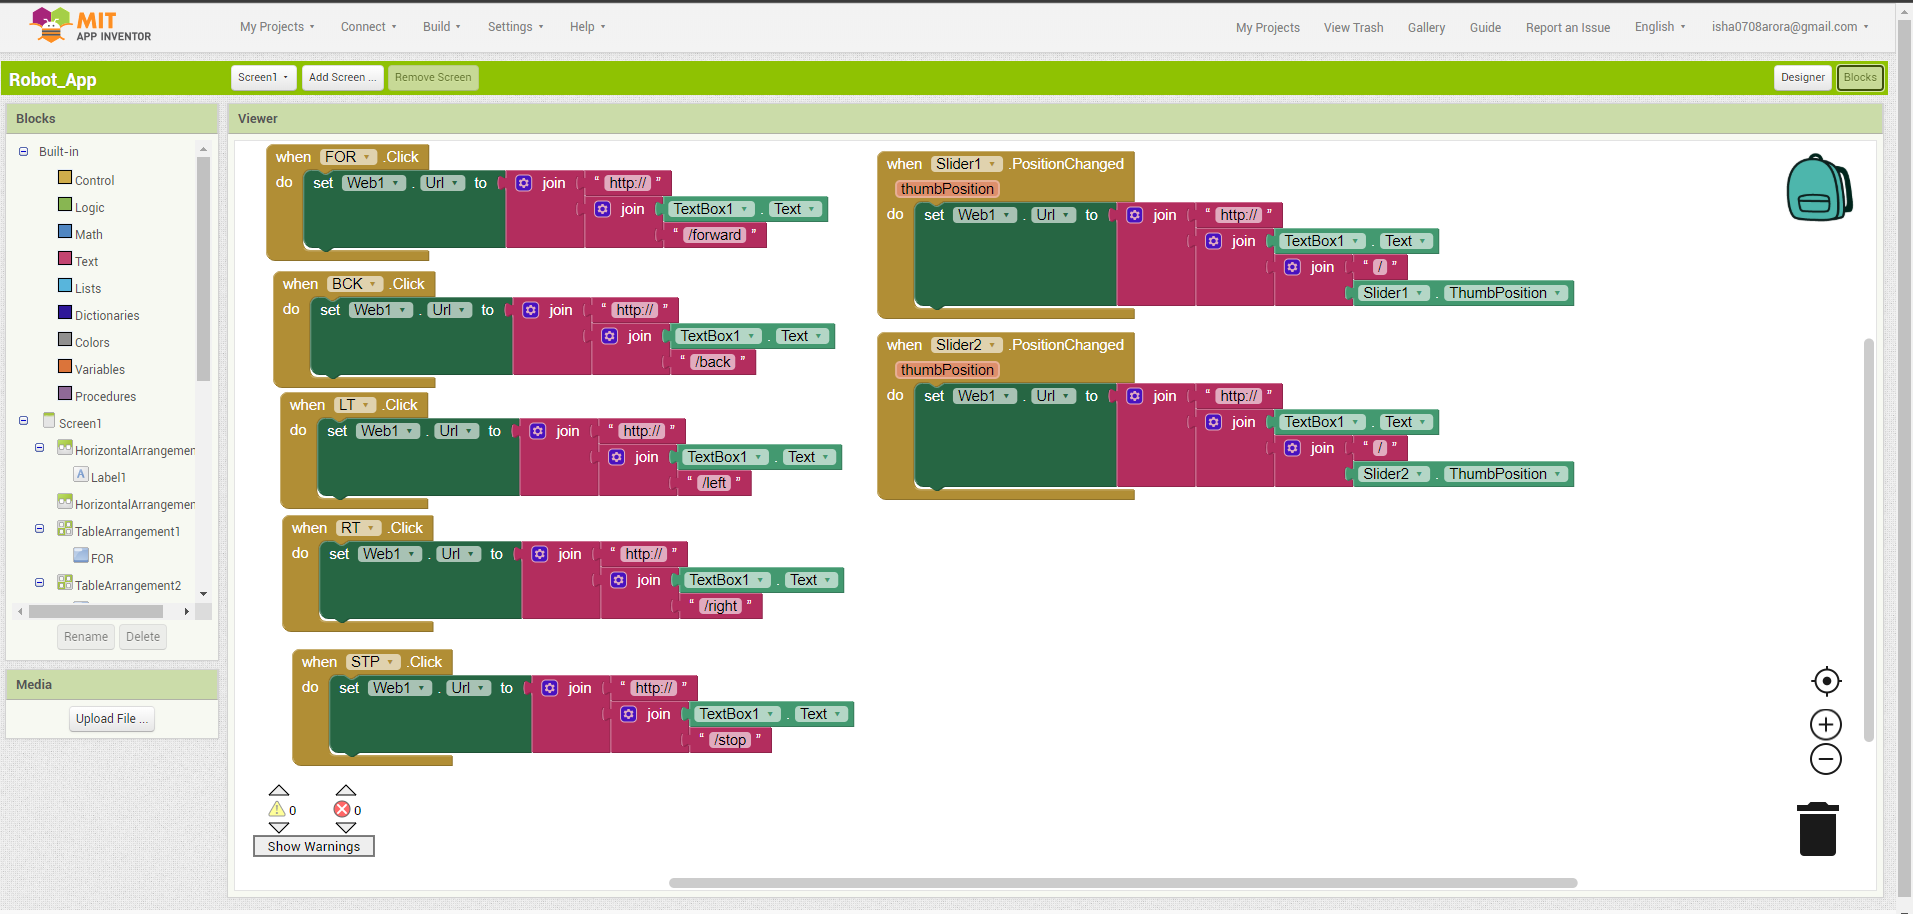 MIT
APP INVENTOR
My Projects Connect Build Settings Help My Projects View Trash Gallery Guide Report an Issue English isha0708arora@gmail.com
Robot_App Screen1 Add Screen ... Remove Screen Designer Blocks
Blocks
Built-in
Control
Logic
Math
Text
Lists
Dictionaries
Colors
Variables
Procedures
Screen1
HorizontalArrangemen
Label1
HorizontalArrangemen
TableArrangement1
FOR
TableArrangement2
Rename Delete
Media
Upload File ...
Viewer
when FOR .Click
do set Web1 . Url to join “ http:// ”
join TextBox1 . Text
“ /forward ”
when BCK .Click
do set Web1 . Url to join “ http:// ”
join TextBox1 . Text
“ /back ”
when LT .Click
do set Web1 . Url to join “ http:// ”
join TextBox1 . Text
“ /left ”
when RT .Click
do set Web1 . Url to join “ http:// ”
join TextBox1 . Text
“ /right ”
when STP .Click
do set Web1 . Url to join “ http:// ”
join TextBox1 . Text
“ /stop ”
when Slider1 .PositionChanged
thumbPosition
do set Web1 . Url to join “ http:// ”
join TextBox1 . Text
join “ / ”
Slider1 . ThumbPosition
when Slider2 .PositionChanged
thumbPosition
do set Web1 . Url to join “ http:// ”
join TextBox1 . Text
join “ / ”
Slider2 . ThumbPosition
0 0
Show Warnings